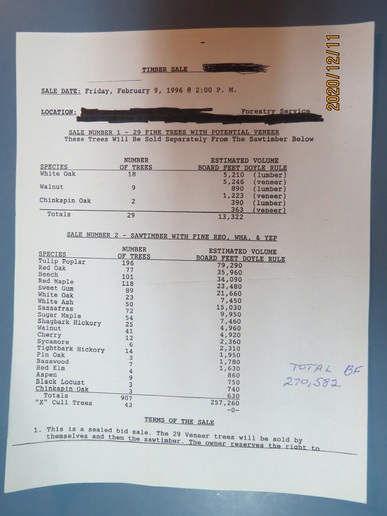 2020/12/11
TIMBER SALE
SALE DATE: Friday, February 9, 1996 @ 2:00 P. M.
LOCATION: Forestry Service
SALE NUMBER 1 - 29 FINE TREES WITH POTENTIAL VENEER
These Trees Will Be Sold Separately From The Sawtimber Below
NUMBER ESTIMATED VOLUME
SPECIES OF TREES BOARD FEET DOYLE RULE
White Oak 18 5,210 (lumber)
5,246 (veneer)
Walnut 9 890 (lumber)
1,223 (veneer)
Chinkapin Oak 2 390 (lumber)
363 (veneer)
Totals 29 13,322
SALE NUMBER 2 - SAWTIMBER WITH FINE REO, WNA, & YEP
NUMBER ESTIMATED VOLUME
SPECIES OF TREES BOARD FEET DOYLE RULE
Tulip Poplar 196 79,290
Red Oak 77 35,960
Beech 101 34,090
Red Maple 118 23,480
Sweet Gum 89 21,660
White Oak 23 7,450
White Ash 50 15,030
Sassafras 72 9,950
Sugar Maple 54 7,460
Shagbark Hickory 25 4,960
Walnut 41 4,920
Cherry 12 2,360
Sycamore 6 2,310
Tightbark Hickory 14 1,950
Pin Oak 3 1,780
Basswood 7 1,630
Red Elm 4 860
Aspen 9 750
Black Locust 3 740
Chinkapin Oak 3 630
Totals 907 257,260
"X" Cull Trees 43 -0-
TOTAL BF
270,582
TERMS OF THE SALE
1. This is a sealed bid sale. The 29 Veneer trees will be sold by
themselves and then the sawtimber. The owner reserves the right to